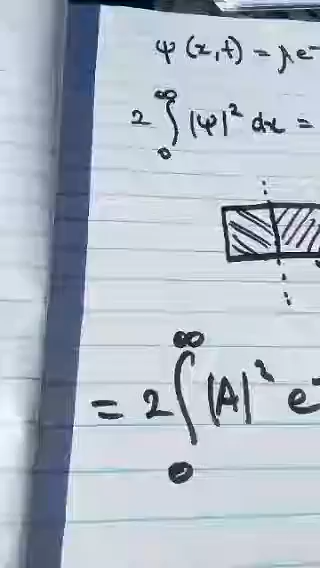 ψ(x,t) = A e-
2 ∫₀^∞ |ψ|² dx =
= 2 ∫₀^∞ |A|² e-